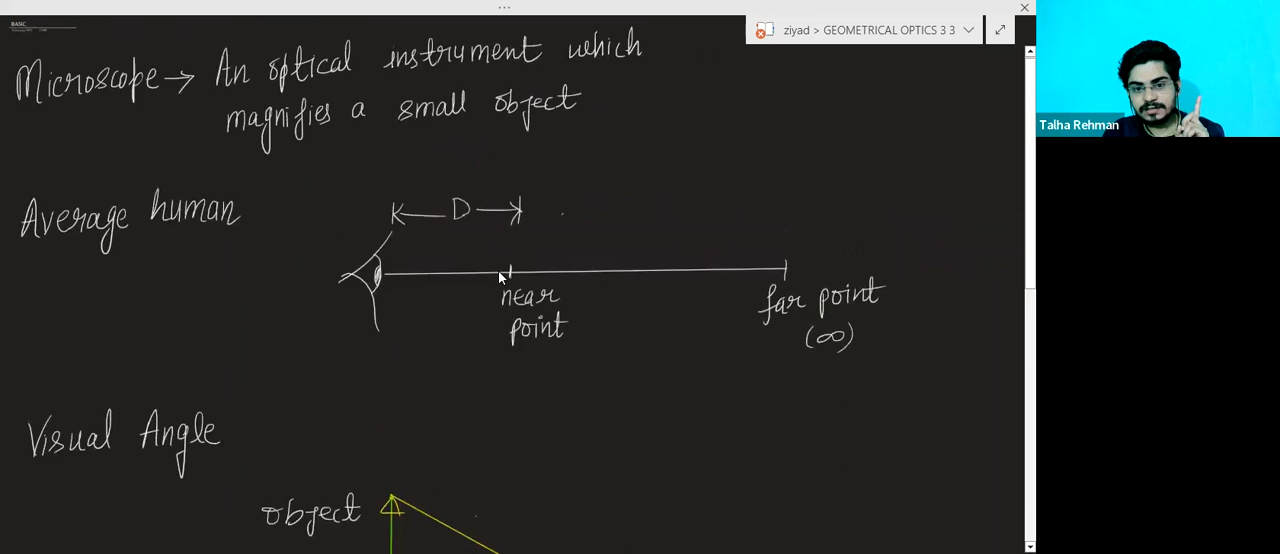 BASIC
ziyad > GEOMETRICAL OPTICS 3 3
Microscope → An optical instrument which
magnifies a small object
Talha Rehman
Average human
D
near
point
far point
(∞)
Visual Angle
object